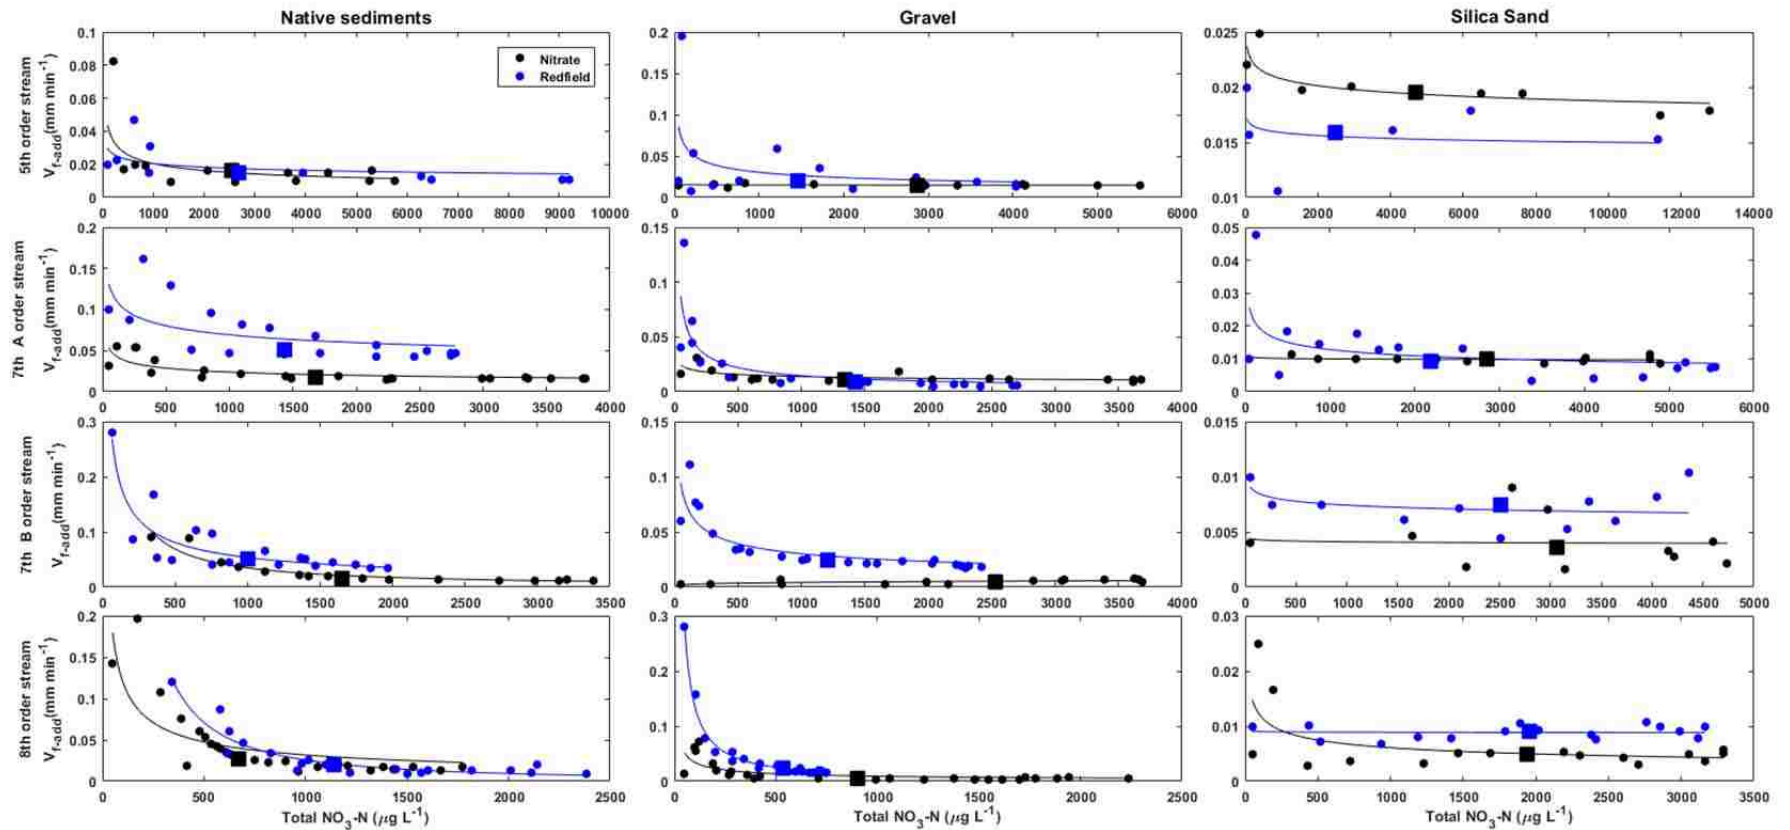 Native sediments
Gravel
Silica Sand
5th order stream
V_f-add (mm min⁻¹)
0.1
0.08
0.06
0.04
0.02
0
Nitrate
Redfield
0 1000 2000 3000 4000 5000 6000 7000 8000 9000 10000
0.2
0.15
0.1
0.05
0
0 1000 2000 3000 4000 5000 6000
0.025
0.02
0.015
0.01
0 2000 4000 6000 8000 10000 12000 14000
7th A order stream
V_f-add (mm min⁻¹)
0.2
0.15
0.1
0.05
0
0 500 1000 1500 2000 2500 3000 3500 4000
0.15
0.1
0.05
0
0 500 1000 1500 2000 2500 3000 3500 4000
0.05
0.04
0.03
0.02
0.01
0
0 1000 2000 3000 4000 5000 6000
7th B order stream
V_f-add (mm min⁻¹)
0.3
0.2
0.1
0
0 500 1000 1500 2000 2500 3000 3500
0.15
0.1
0.05
0
0 500 1000 1500 2000 2500 3000 3500 4000
0.015
0.01
0.005
0
0 500 1000 1500 2000 2500 3000 3500 4000 4500 5000
8th order stream
V_f-add (mm min⁻¹)
0.2
0.15
0.1
0.05
0
0 500 1000 1500 2000 2500
Total NO₃-N (μg L⁻¹)
0.3
0.2
0.1
0
0 500 1000 1500 2000 2500
Total NO₃-N (μg L⁻¹)
0.03
0.02
0.01
0
0 500 1000 1500 2000 2500 3000 3500
Total NO₃-N (μg L⁻¹)